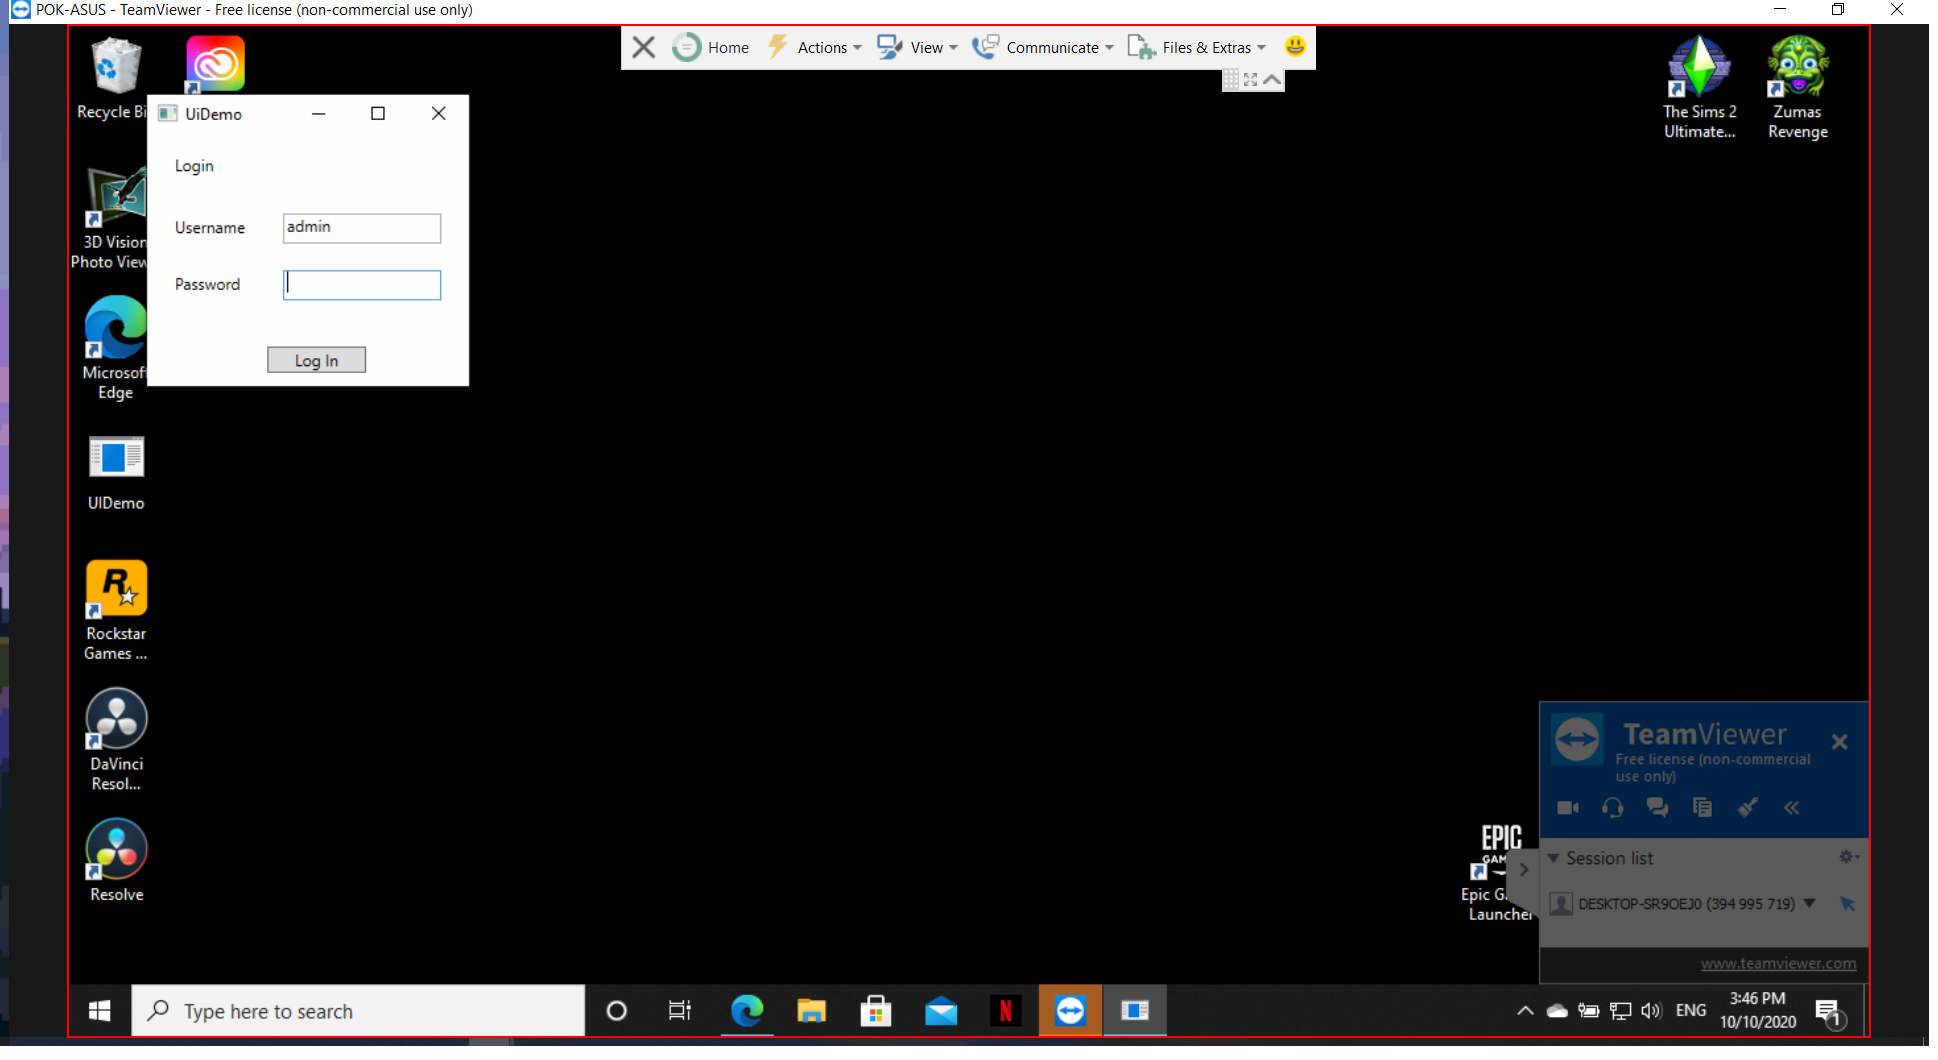 POK-ASUS - TeamViewer - Free license (non-commercial use only)
Home
Actions
View
Communicate
Files & Extras
Recycle Bi
UiDemo
Login
Username
admin
Password
Log In
3D Vision
Photo View
Microsoft
Edge
UIDemo
Rockstar
Games ...
DaVinci
Resol...
Resolve
The Sims 2
Ultimate...
Zumas
Revenge
EPIC
GAM
Epic G
Launcher
TeamViewer
Free license (non-commercial
use only)
Session list
DESKTOP-SR9OEJ0 (394 995 719)
www.teamviewer.com
Type here to search
N
ENG
3:46 PM
10/10/2020
1